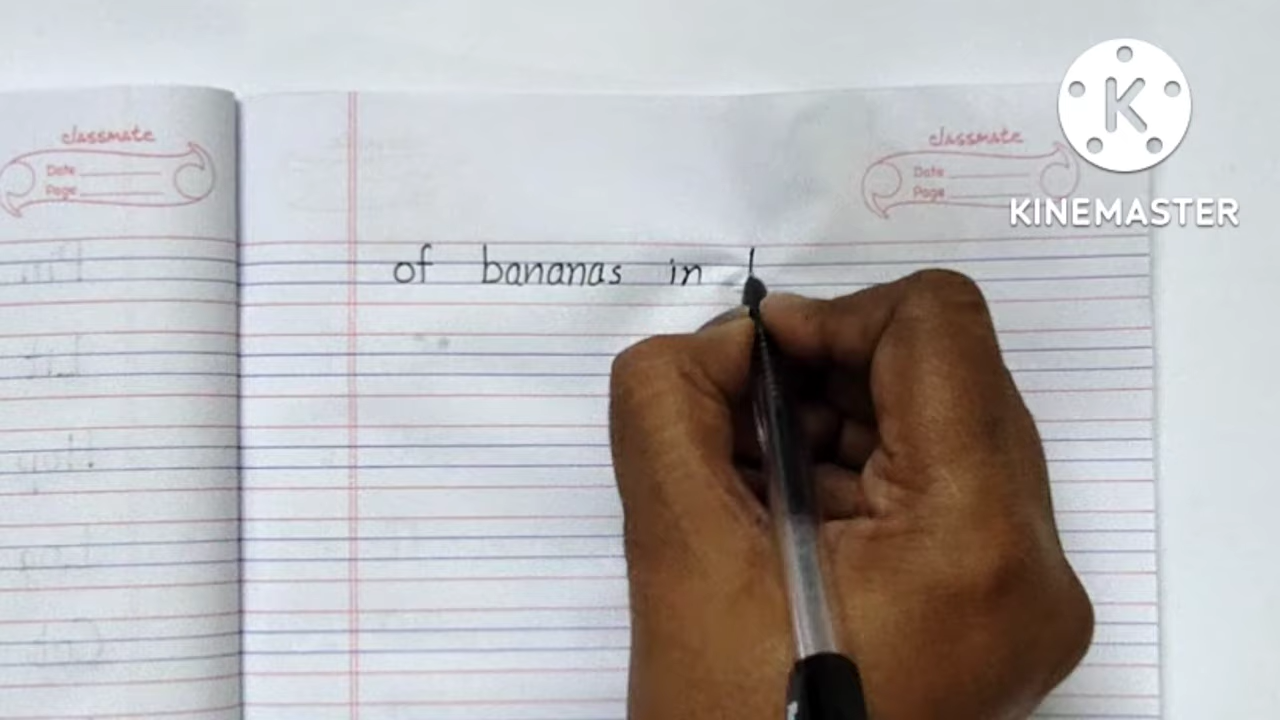 classmate
Date
Page
classmate
Date
Page
KINEMASTER
of bananas in